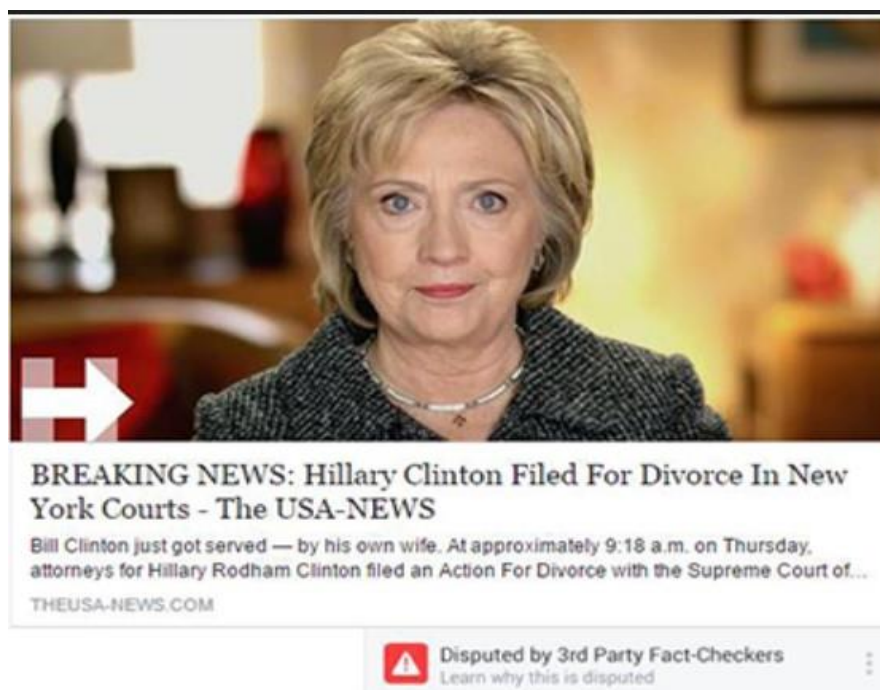 BREAKING NEWS: Hillary Clinton Filed For Divorce In New
York Courts - The USA-NEWS
Bill Clinton just got served — by his own wife. At approximately 9:18 a.m. on Thursday,
attorneys for Hillary Rodham Clinton filed an Action For Divorce with the Supreme Court of...
THEUSA-NEWS.COM
Disputed by 3rd Party Fact-Checkers
Learn why this is disputed